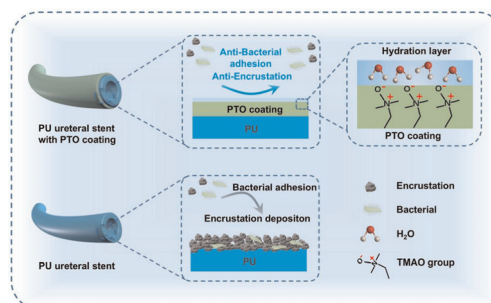 Anti-Bacterial
adhesion
Anti-Encrustation
PTO coating
PU
PU ureteral stent
with PTO coating
Hydration layer
O⁻ O⁻ O⁻
+ + +
N N N
PTO coating
Bacterial adhesion
Encrustation depositon
PU
PU ureteral stent
Encrustation
Bacterial
H₂O
TMAO group